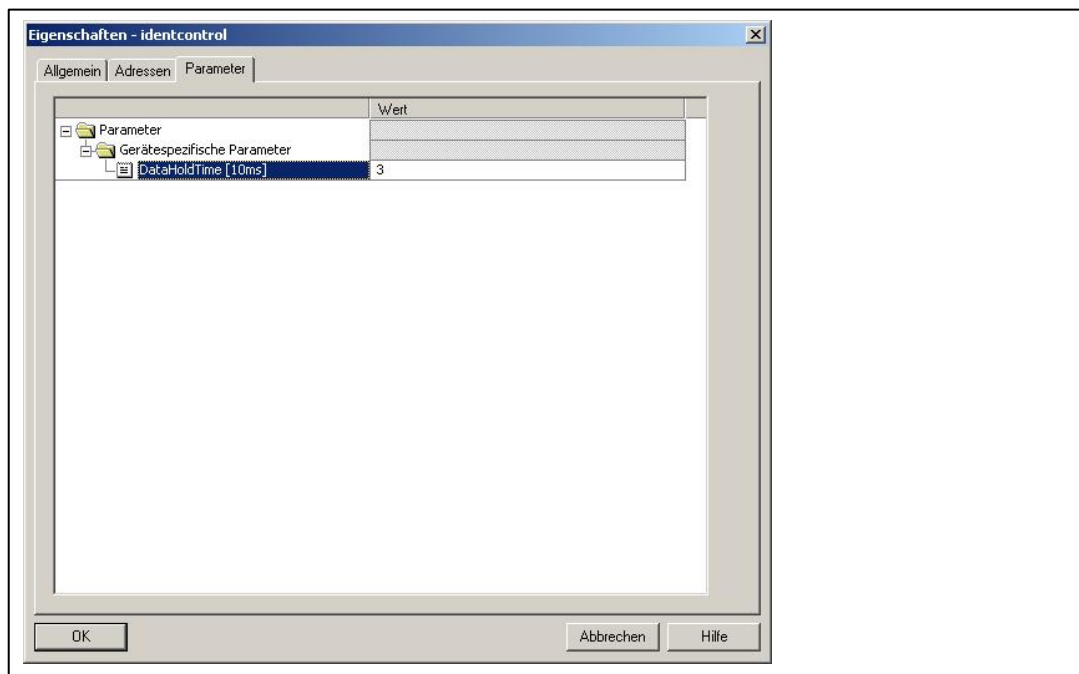 Eigenschaften - identcontrol
Allgemein Adressen Parameter
Wert
Parameter
Gerätespezifische Parameter
DataHoldTime [10ms] 3
OK Abbrechen Hilfe